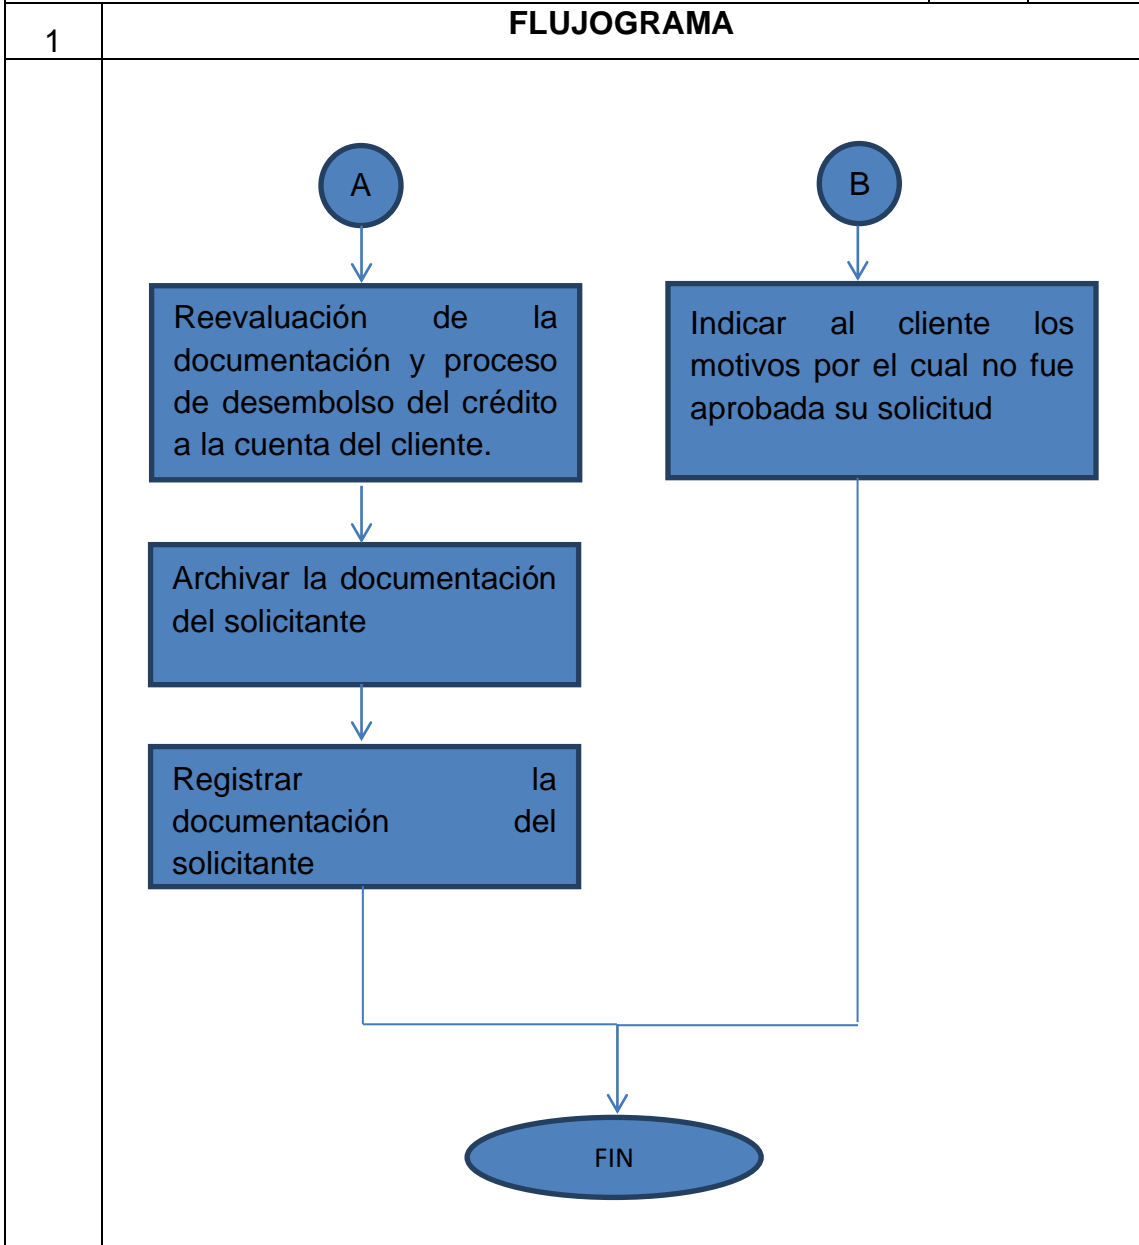 1
FLUJOGRAMA
A
Reevaluación de la
documentación y proceso
de desembolso del crédito
a la cuenta del cliente.
Archivar la documentación
del solicitante
Registrar la
documentación del
solicitante
B
Indicar al cliente los
motivos por el cual no fue
aprobada su solicitud
FIN